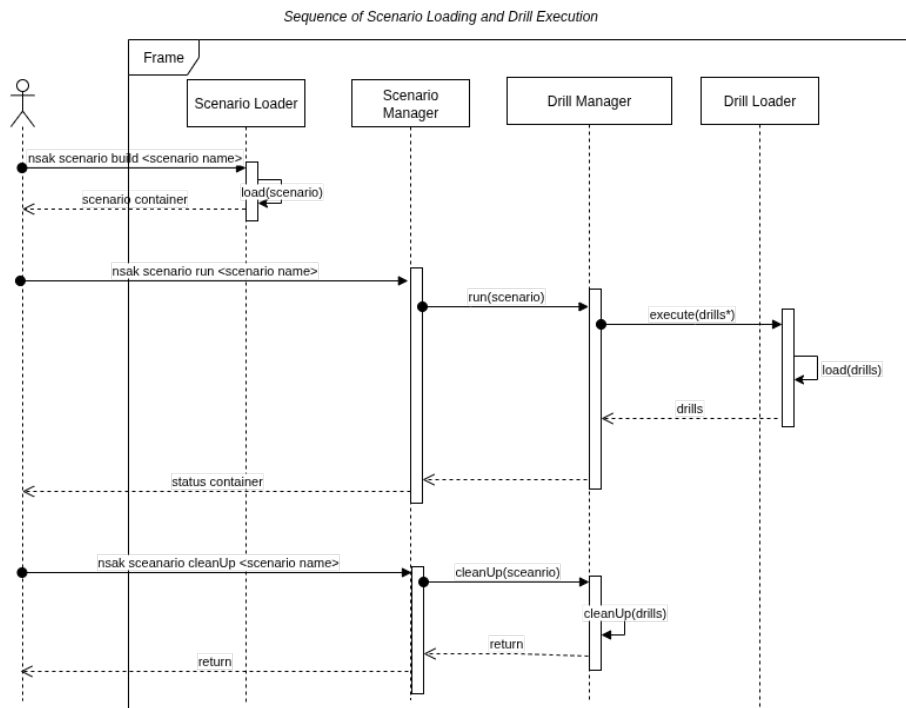 Sequence of Scenario Loading and Drill Execution
Frame
Scenario Loader
Scenario
Manager
Drill Manager
Drill Loader
nsak scenario build <scenario name>
load(scenario)
scenario container
nsak scenario run <scenario name>
run(scenario)
execute(drills*)
load(drills)
drills
status container
nsak sceanario cleanUp <scenario name>
cleanUp(sceanrio)
cleanUp(drills)
return
return